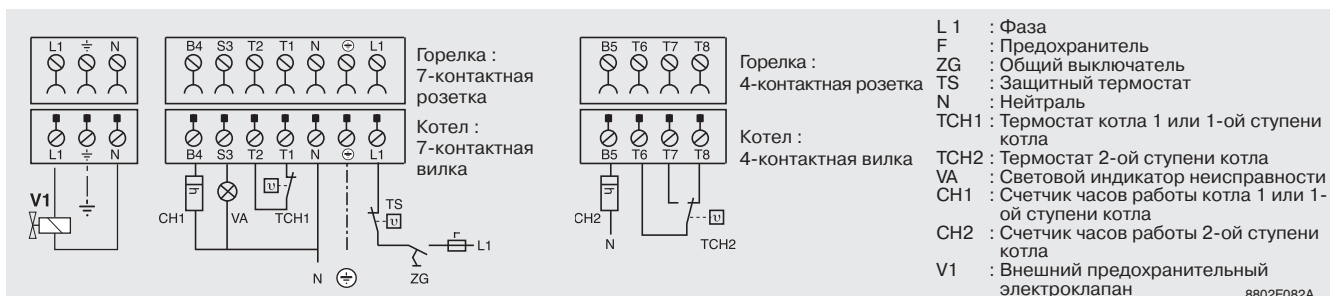 L1 N
L1 N
V1
B4 S3 T2 T1 N L1
Горелка :
7-контактная
розетка
Котел :
7-контактная
вилка
B4 S3 T2 T1 N L1
CH1 VA TCH1
TS
L1
N ZG
B5 T6 T7 T8
Горелка :
4-контактная розетка
Котел :
4-контактная вилка
B5 T6 T7 T8
CH2
N
TCH2
L 1 : Фаза
F : Предохранитель
ZG : Общий выключатель
TS : Защитный термостат
N : Нейтраль
TCH1 : Термостат котла 1 или 1-ой ступени
котла
TCH2 : Термостат 2-ой ступени котла
VA : Световой индикатор неисправности
CH1 : Счетчик часов работы котла 1 или 1-
ой ступени котла
CH2 : Счетчик часов работы 2-ой ступени
котла
V1 : Внешний предохранительный
электроклапан
8802F082A